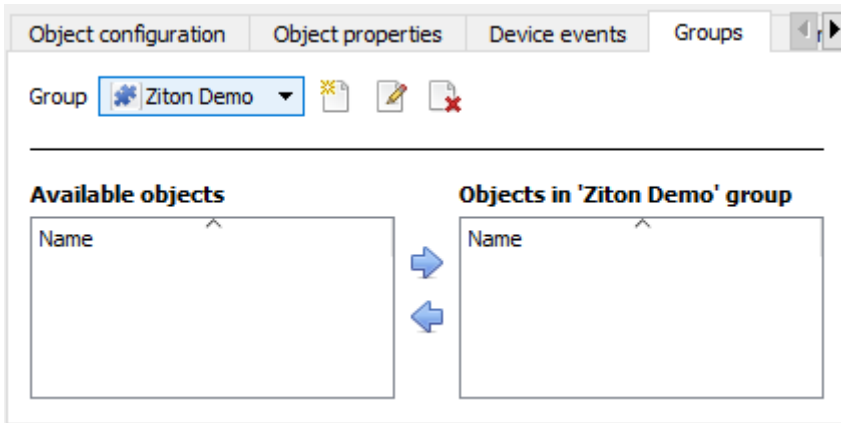 Object configuration Object properties Device events Groups
Group Ziton Demo
Available objects Objects in 'Ziton Demo' group
Name Name